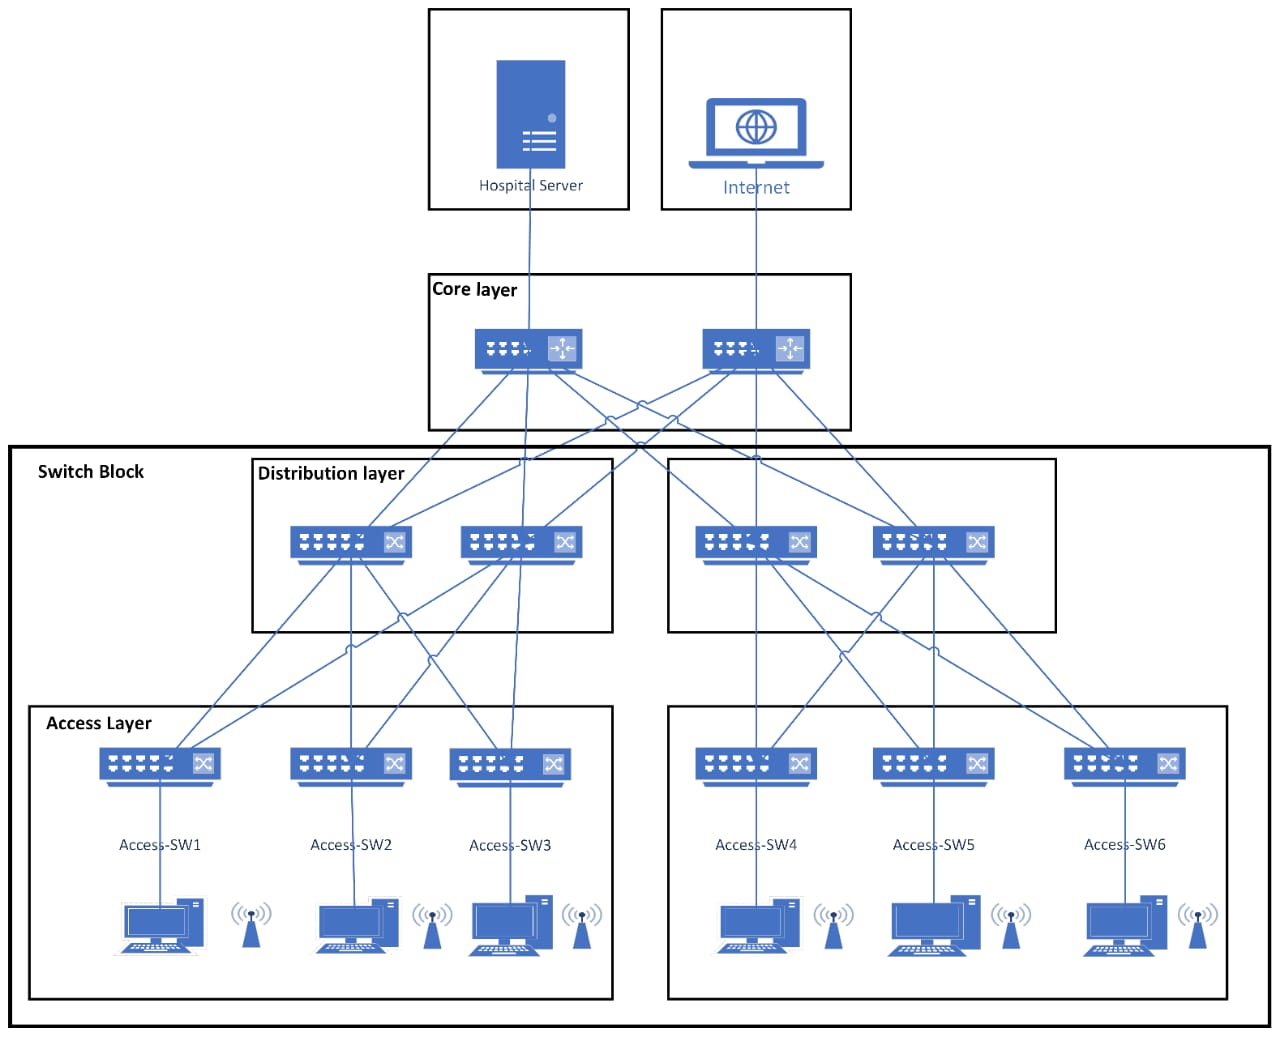 Hospital Server
Internet
Core layer
Switch Block
Distribution layer
Access Layer
Access-SW1
Access-SW2
Access-SW3
Access-SW4
Access-SW5
Access-SW6